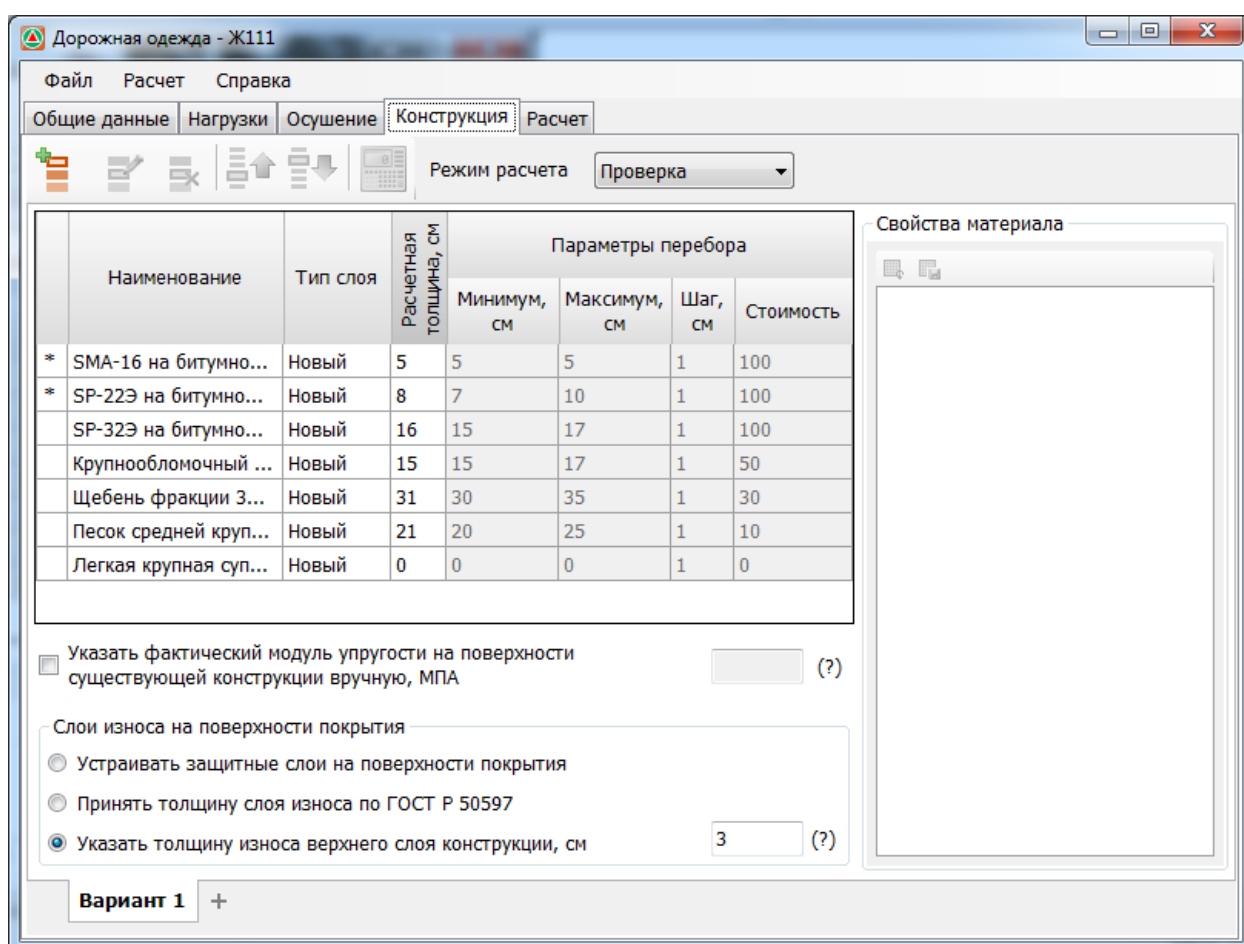 Дорожная одежда - Ж111
Файл Расчет Справка
Общие данные Нагрузки Осушение Конструкция Расчет
Режим расчета Проверка
Наименование Тип слоя Расчетная толщина, см Параметры перебора
Минимум, см Максимум, см Шаг, см Стоимость
* SMA-16 на битумно... Новый 5 5 5 1 100
* SP-22Э на битумно... Новый 8 7 10 1 100
SP-32Э на битумно... Новый 16 15 17 1 100
Крупнообломочный ... Новый 15 15 17 1 50
Щебень фракции 3... Новый 31 30 35 1 30
Песок средней круп... Новый 21 20 25 1 10
Легкая крупная суп... Новый 0 0 0 1 0
Свойства материала
Указать фактический модуль упругости на поверхности
существующей конструкции вручную, МПА (?)
Слои износа на поверхности покрытия
Устраивать защитные слои на поверхности покрытия
Принять толщину слоя износа по ГОСТ Р 50597
Указать толщину износа верхнего слоя конструкции, см 3 (?)
Вариант 1 +